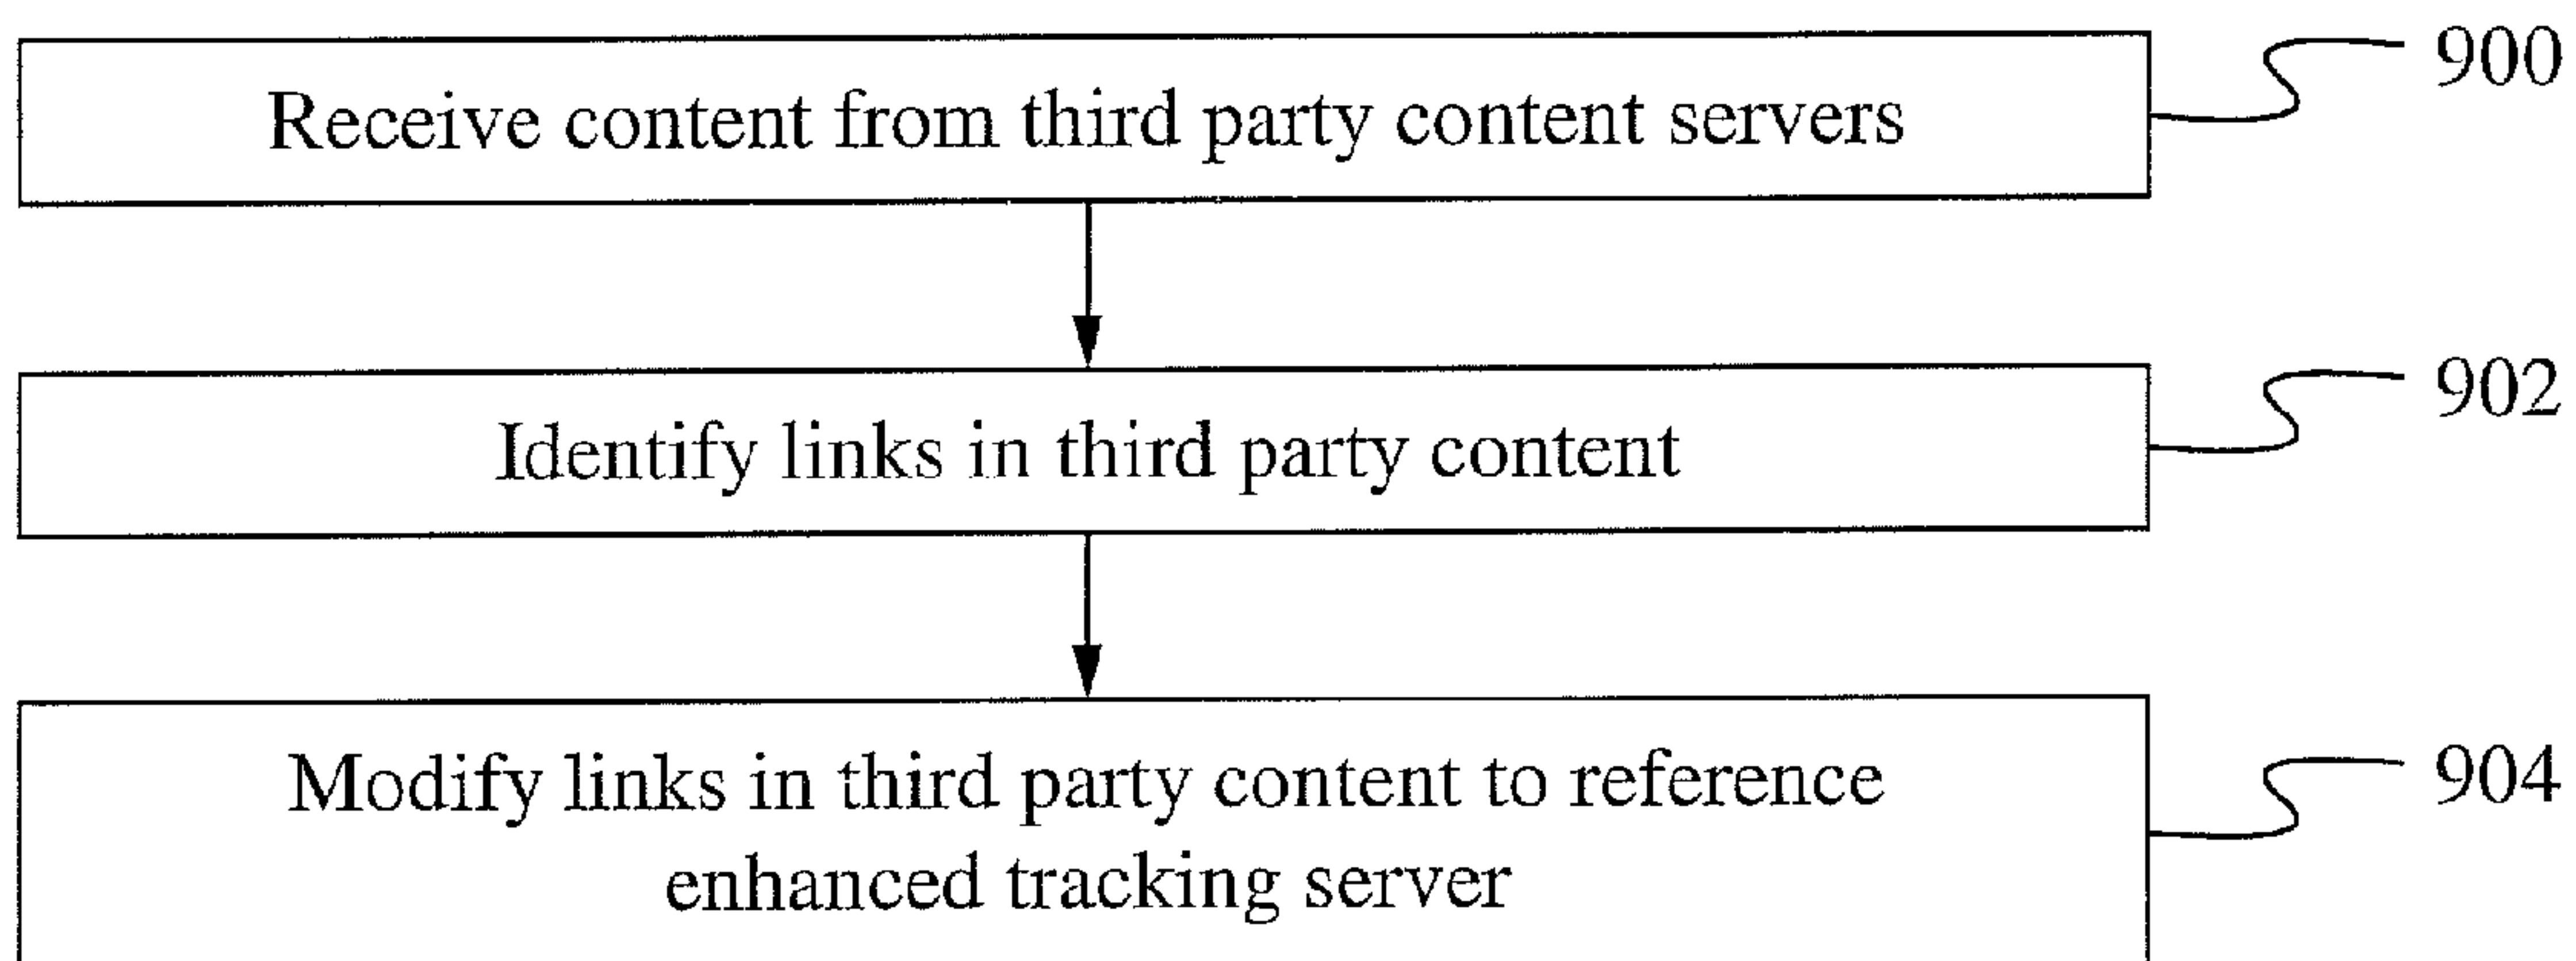 Receive content from third party content servers
900
Identify links in third party content
902
Modify links in third party content to reference
enhanced tracking server
904